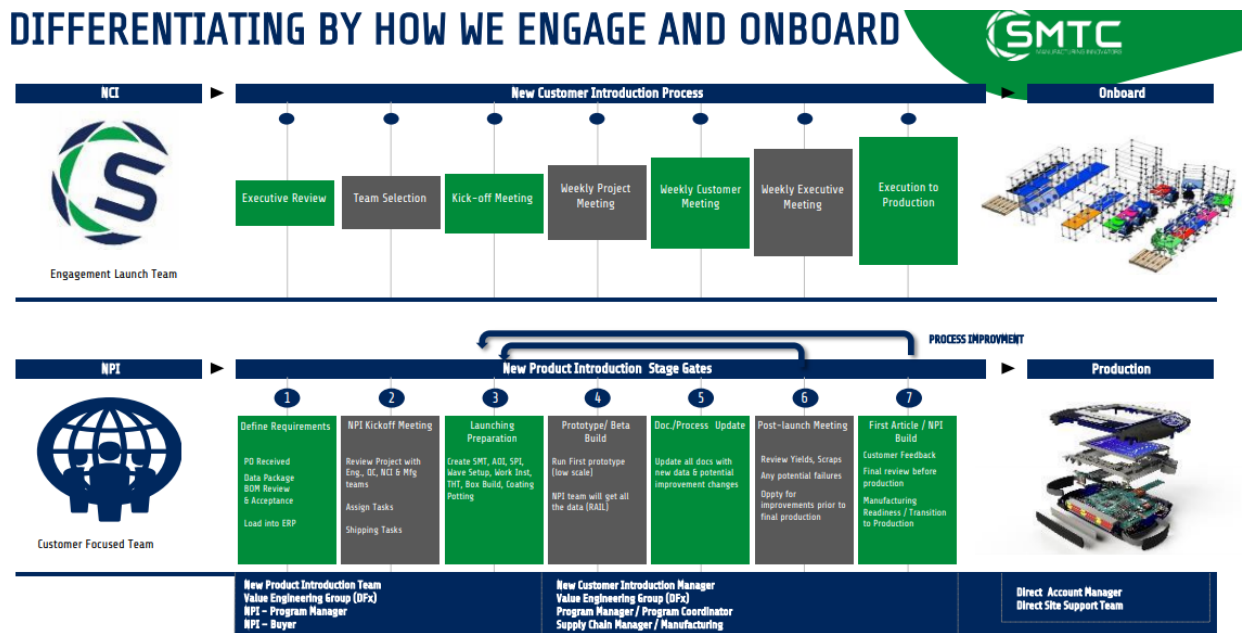 DIFFERENTIATING BY HOW WE ENGAGE AND ONBOARD
SMTC
MANUFACTURING INNOVATORS
NCI
New Customer Introduction Process
Onboard
Executive Review
Team Selection
Kick-off Meeting
Weekly Project
Meeting
Weekly Customer
Meeting
Weekly Executive
Meeting
Execution to
Production
Engagement Launch Team
PROCESS IMPROVMENT
NPI
New Product Introduction Stage Gates
Production
1
2
3
4
5
6
7
Define Requirements
PO Received
Data Package
BOM Review
& Acceptance
Load into ERP
NPI Kickoff Meeting
Review Project with
Eng., QC, NCI & Mfg
teams
Assign Tasks
Shipping Tasks
Launching
Preparation
Create SMT, AOI, SPI,
Wave Setup, Work Inst,
THT, Box Build, Coating
Potting
Prototype/ Beta
Build
Run First prototype
(low scale)
NPI team will get all
the data (RAIL)
Doc./Process Update
Update all docs with
new data & potential
improvement changes
Post-launch Meeting
Review Yields, Scraps
Any potential failures
Oppty for
improvements prior to
final production
First Article / NPI
Build
Customer Feedback
Final review before
production
Manufacturing
Readiness / Transition
to Production
Customer Focused Team
New Product Introduction Team
Value Engineering Group (DFx)
NPI – Program Manager
NPI – Buyer
New Customer Introduction Manager
Value Engineering Group (DFx)
Program Manager / Program Coordinator
Supply Chain Manager / Manufacturing
Direct Account Manager
Direct Site Support Team